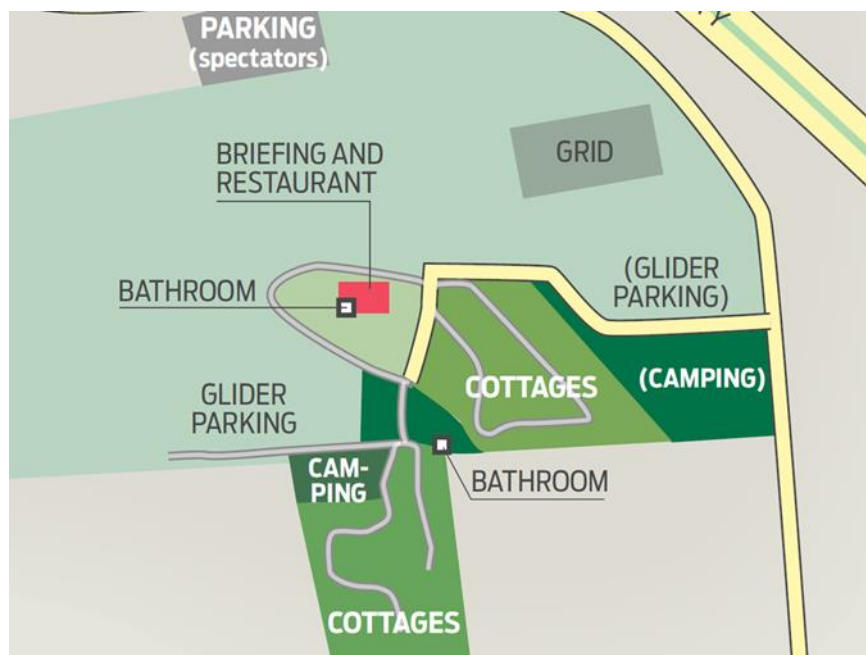 PARKING
(spectators)
Y
BRIEFING AND
RESTAURANT
GRID
(GLIDER
PARKING)
BATHROOM
COTTAGES
(CAMPING)
GLIDER
PARKING
CAM-
PING
BATHROOM
COTTAGES